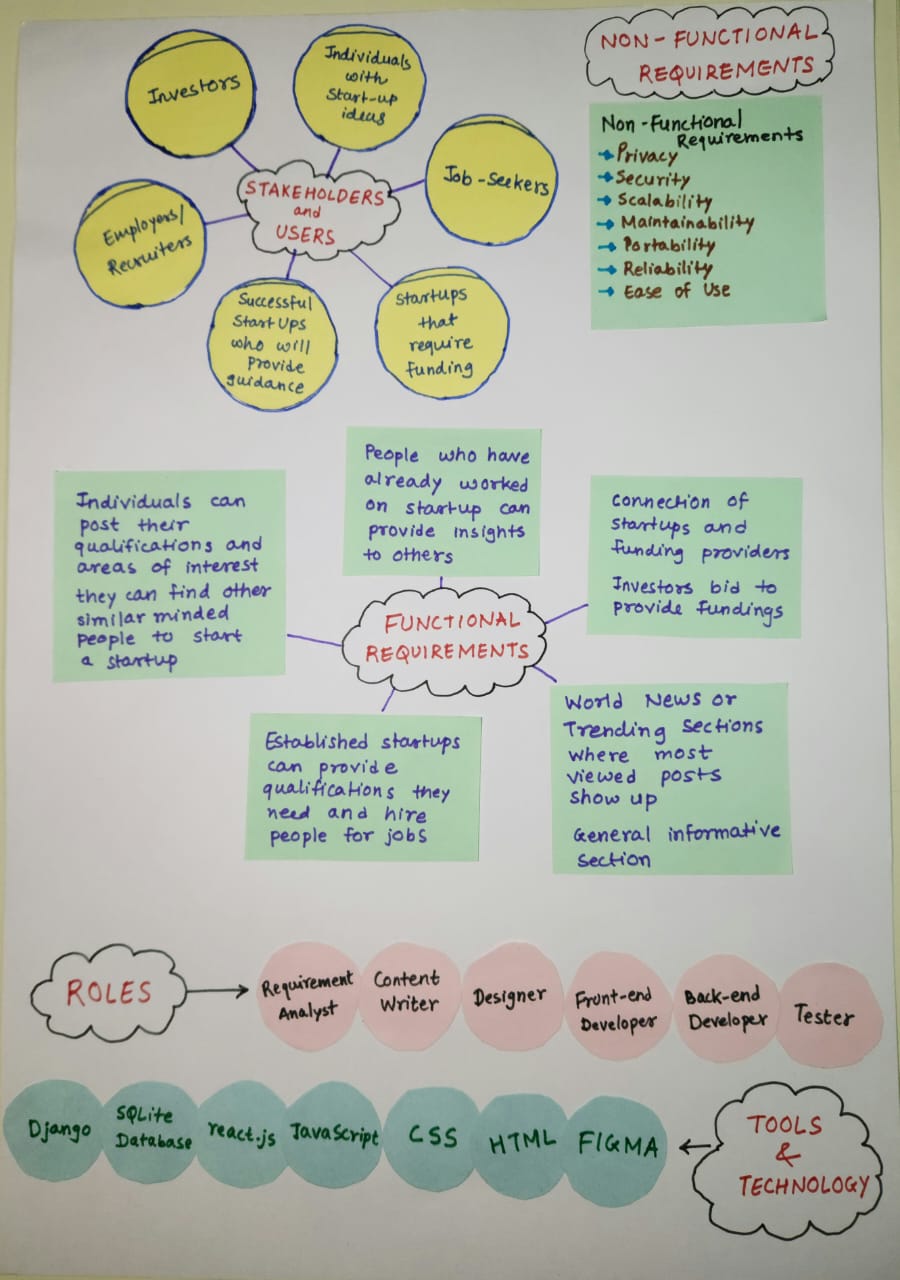 Investors
Individuals
with
Start-up
ideas
Job-Seekers
STAKEHOLDERS
and
USERS
Employers/
Recruiters
Successful
StartUps
who will
Provide
guidance
Startups
that
require
funding
NON-FUNCTIONAL
REQUIREMENTS
Non-Functional
Requirements
→ Privacy
→ Security
→ Scalability
→ Maintainability
→ Portability
→ Reliability
→ Ease of Use
Individuals can
post their
qualifications and
areas of interest
they can find other
similar minded
people to start
a startup
People who have
already worked
on startup can
provide insights
to others
Connection of
startups and
funding providers
Investors bid to
provide fundings
FUNCTIONAL
REQUIREMENTS
Established startups
can provide
qualifications they
need and hire
people for jobs
World News or
Trending Sections
where most
viewed posts
show up
General informative
section
ROLES
Requirement
Analyst
Content
Writer
Designer
Front-end
Developer
Back-end
Developer
Tester
Django
SQLite
Database
react.js
JavaScript
CSS
HTML
FIGMA
TOOLS
&
TECHNOLOGY